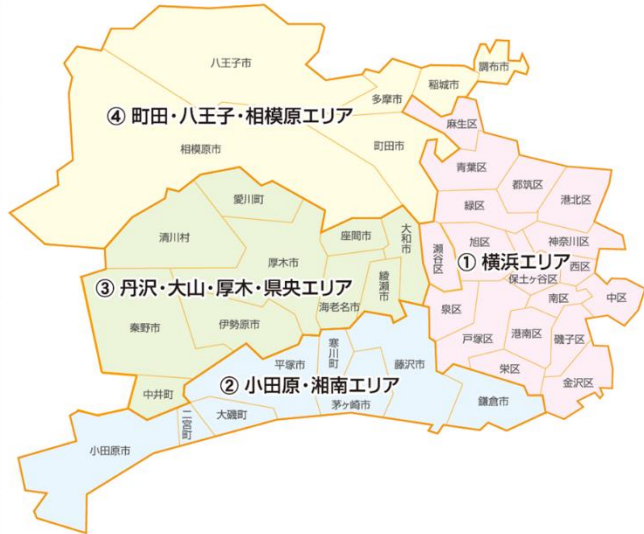 八王子市
調布市
稲城市
多摩市
④ 町田・八王子・相模原エリア
麻生区
町田市
相模原市
青葉区
都筑区
港北区
愛川町
緑区
清川村
座間市
大和市
瀬谷区
旭区
神奈川区
厚木市
① 横浜エリア
西区
保土ヶ谷区
③ 丹沢・大山・厚木・県央エリア
綾瀬市
海老名市
南区
中区
泉区
秦野市
伊勢原市
戸塚区
港南区
磯子区
寒川町
平塚市
藤沢市
栄区
② 小田原・湘南エリア
金沢区
中井町
茅ヶ崎市
鎌倉市
大磯町
二宮町
小田原市